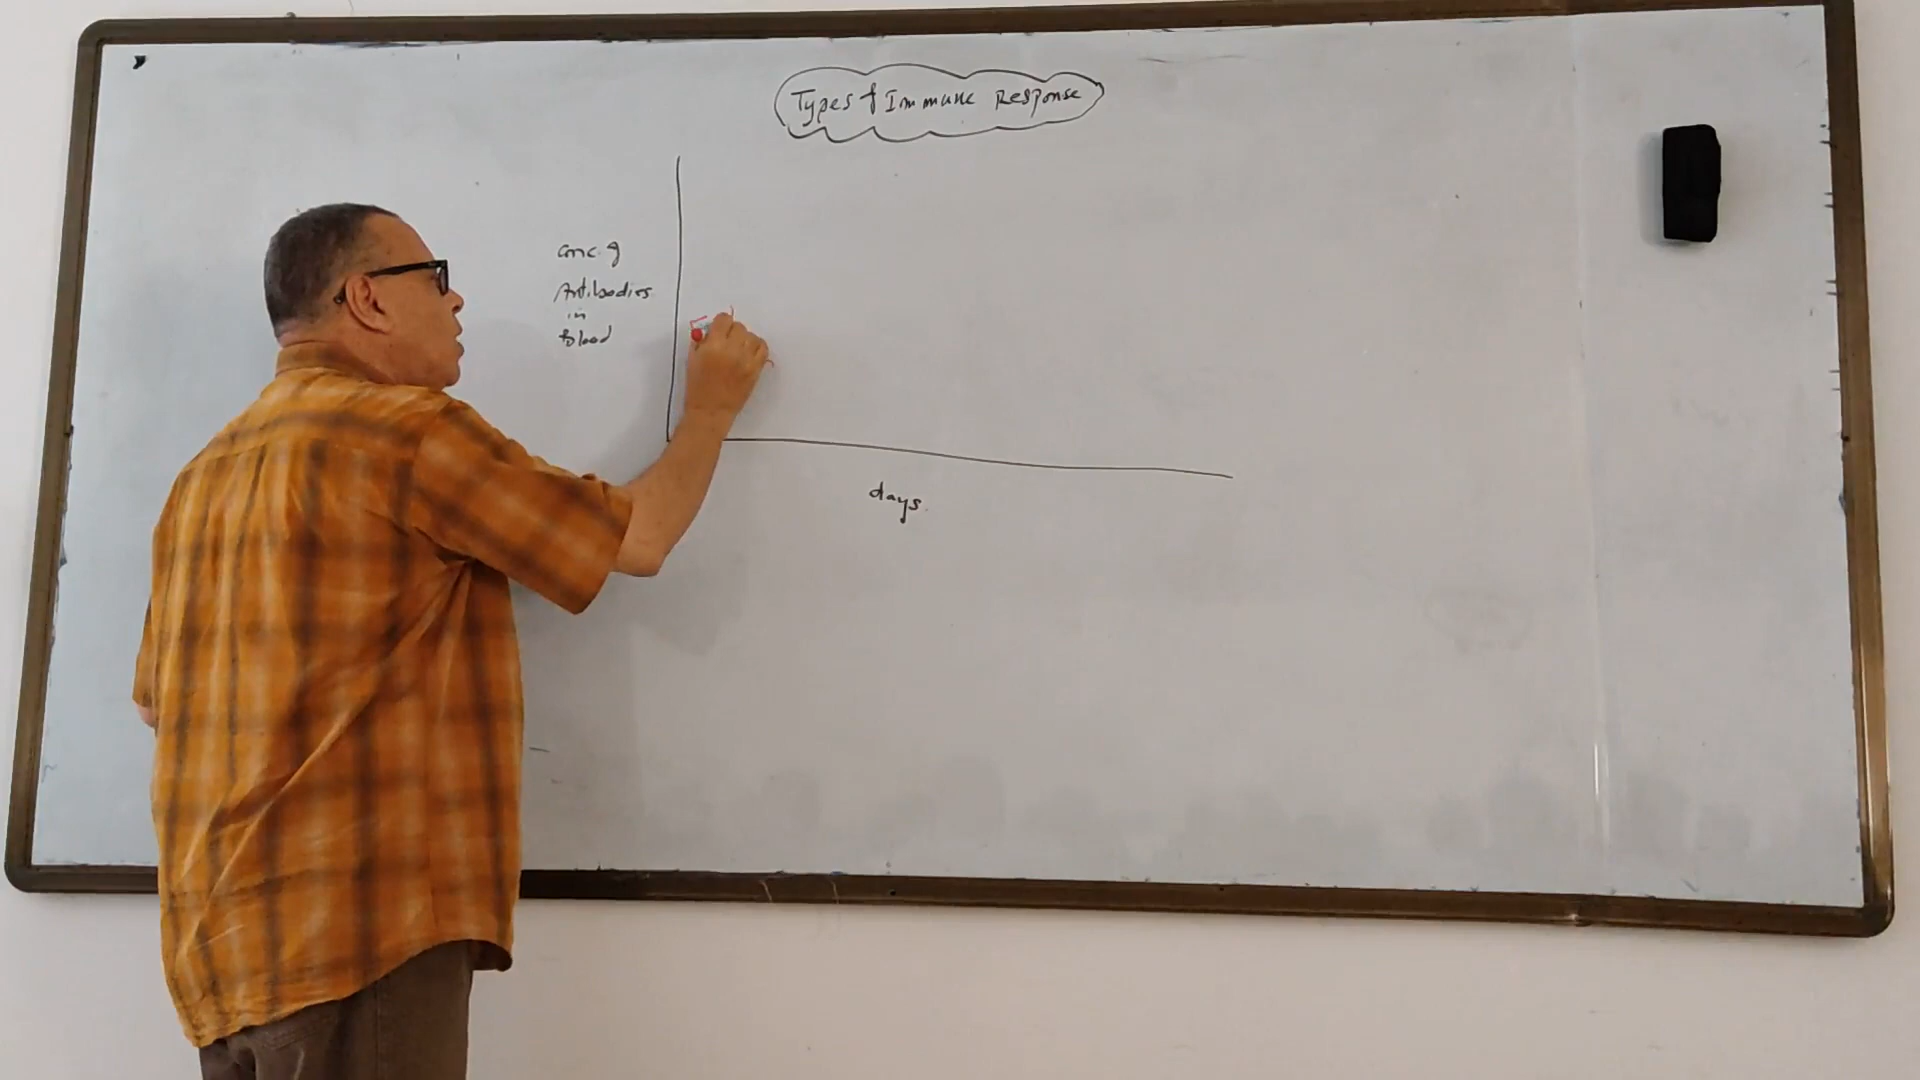 Types of Immune Response
conc. of
Antibodies
in
blood
days.